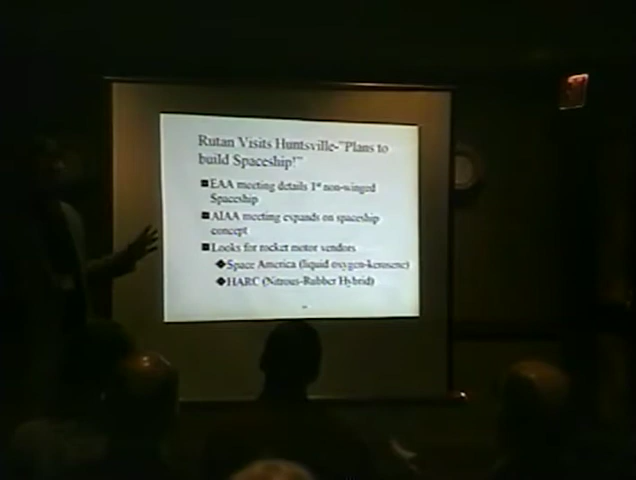 Rutan Visits Huntsville-"Plans to
build Spaceship!"
■EAA meeting details 1st non-winged
Spaceship
■AIAA meeting expands on spaceship
concept
■Looks for rocket motor vendors
◆Space America (liquid oxygen-kerosene)
◆HARC (Nitrous-Rubber Hybrid)